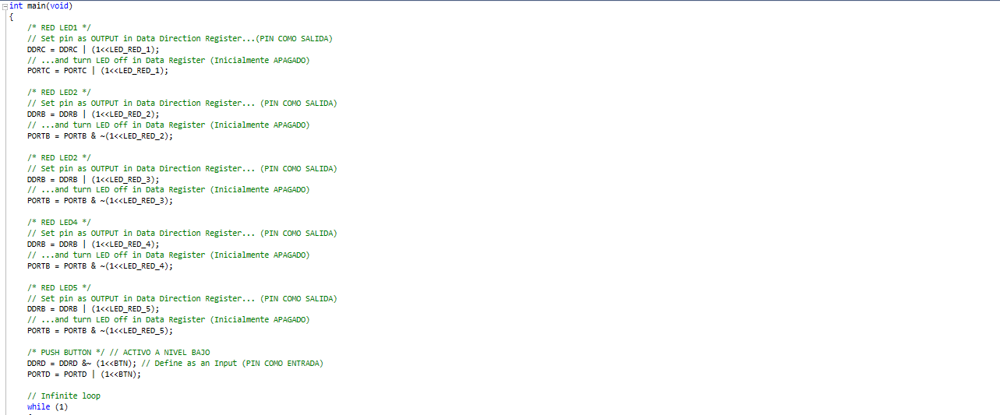 int main(void)
{
/* RED LED1 */
// Set pin as OUTPUT in Data Direction Register...(PIN COMO SALIDA)
DDRC = DDRC | (1<<LED_RED_1);
// ...and turn LED off in Data Register (Inicialmente APAGADO)
PORTC = PORTC | (1<<LED_RED_1);
/* RED LED2 */
// Set pin as OUTPUT in Data Direction Register... (PIN COMO SALIDA)
DDRB = DDRB | (1<<LED_RED_2);
// ...and turn LED off in Data Register (Inicialmente APAGADO)
PORTB = PORTB & ~(1<<LED_RED_2);
/* RED LED2 */
// Set pin as OUTPUT in Data Direction Register... (PIN COMO SALIDA)
DDRB = DDRB | (1<<LED_RED_3);
// ...and turn LED off in Data Register (Inicialmente APAGADO)
PORTB = PORTB & ~(1<<LED_RED_3);
/* RED LED4 */
// Set pin as OUTPUT in Data Direction Register... (PIN COMO SALIDA)
DDRB = DDRB | (1<<LED_RED_4);
// ...and turn LED off in Data Register (Inicialmente APAGADO)
PORTB = PORTB & ~(1<<LED_RED_4);
/* RED LED5 */
// Set pin as OUTPUT in Data Direction Register... (PIN COMO SALIDA)
DDRB = DDRB | (1<<LED_RED_5);
// ...and turn LED off in Data Register (Inicialmente APAGADO)
PORTB = PORTB & ~(1<<LED_RED_5);
/* PUSH BUTTON */ // ACTIVO A NIVEL BAJO
DDRD = DDRD &~ (1<<BTN); // Define as an Input (PIN COMO ENTRADA)
PORTD = PORTD | (1<<BTN);
// Infinite loop
while (1)